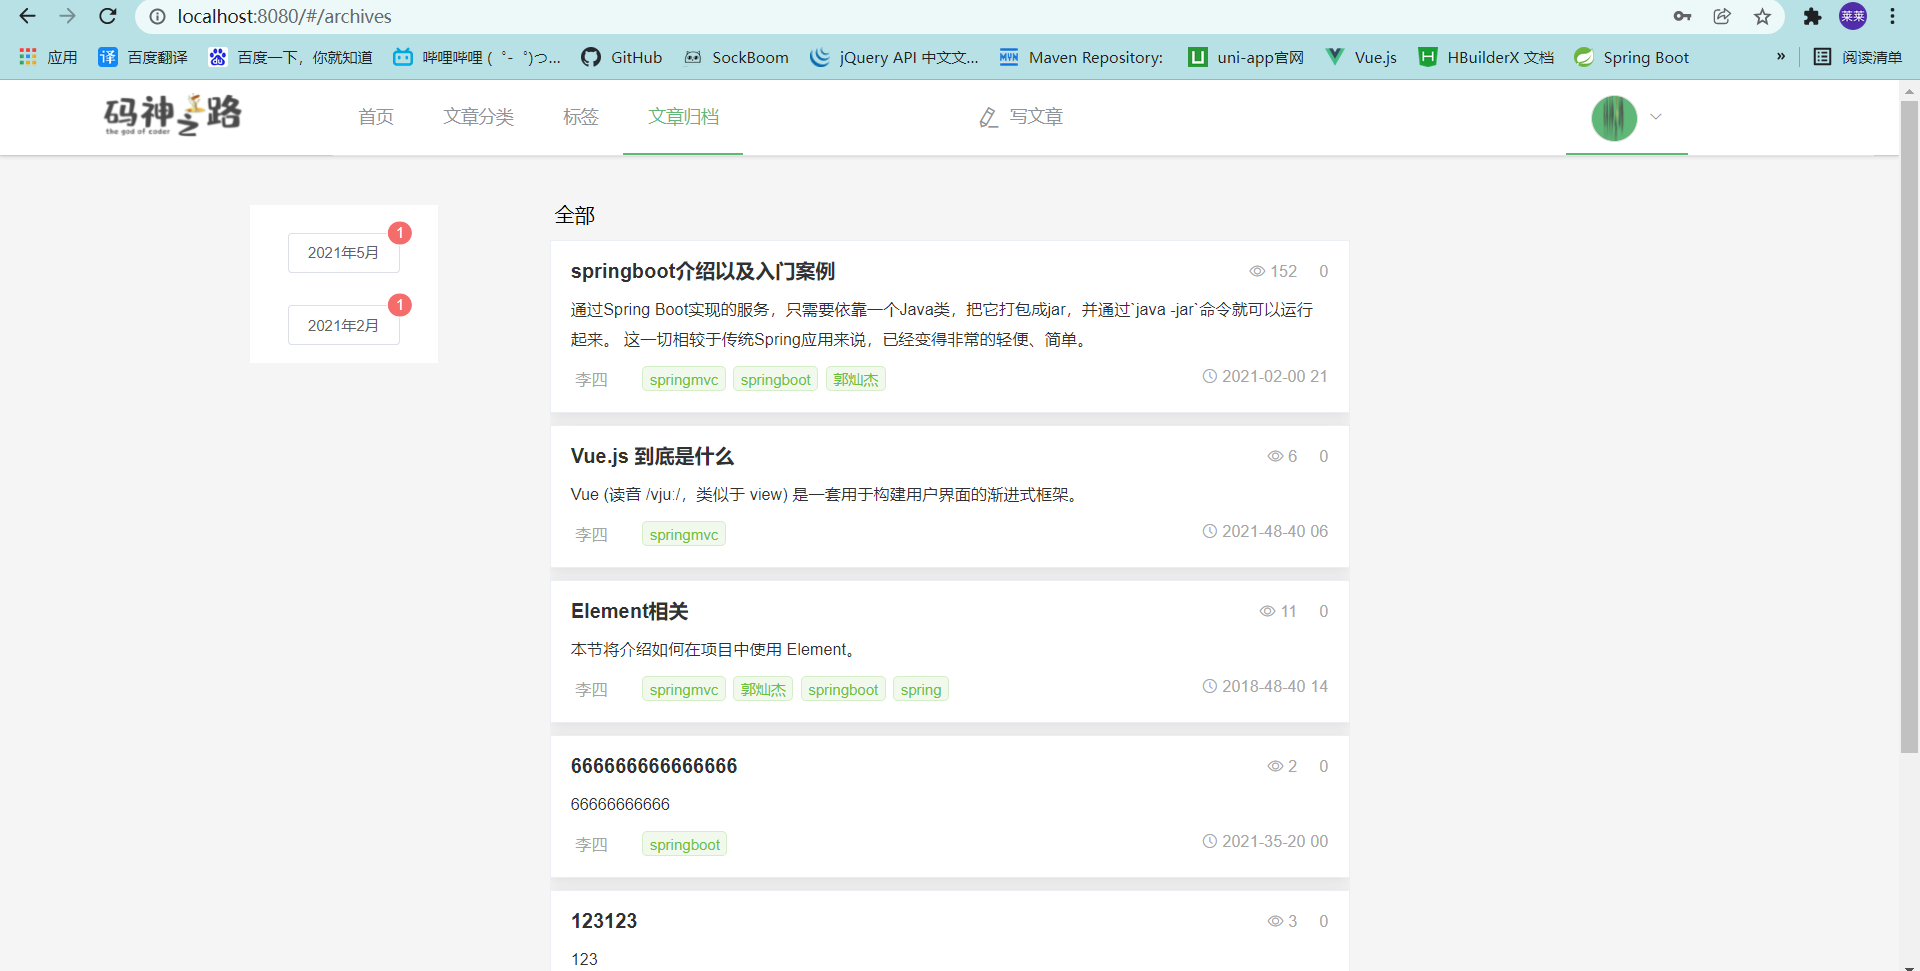 localhost:8080/#/archives
莱莱
应用
译 百度翻译
du 百度一下，你就知道
哔哩哔哩 ( ゜- ゜)つ...
GitHub
SockBoom
jQuery API 中文文...
MVN Maven Repository:
U uni-app官网
Vue.js
H HBuilderX 文档
Spring Boot
»
阅读清单
码神之路
the god of coder
首页
文章分类
标签
文章归档
写文章
1
2021年5月
1
2021年2月
全部
springboot介绍以及入门案例 152 0
通过Spring Boot实现的服务，只需要依靠一个Java类，把它打包成jar，并通过`java -jar`命令就可以运行
起来。 这一切相较于传统Spring应用来说，已经变得非常的轻便、简单。
李四 springmvc springboot 郭灿杰 2021-02-00 21
Vue.js 到底是什么 6 0
Vue (读音 /vjuː/，类似于 view) 是一套用于构建用户界面的渐进式框架。
李四 springmvc 2021-48-40 06
Element相关 11 0
本节将介绍如何在项目中使用 Element。
李四 springmvc 郭灿杰 springboot spring 2018-48-40 14
666666666666666 2 0
66666666666
李四 springboot 2021-35-20 00
123123 3 0
123